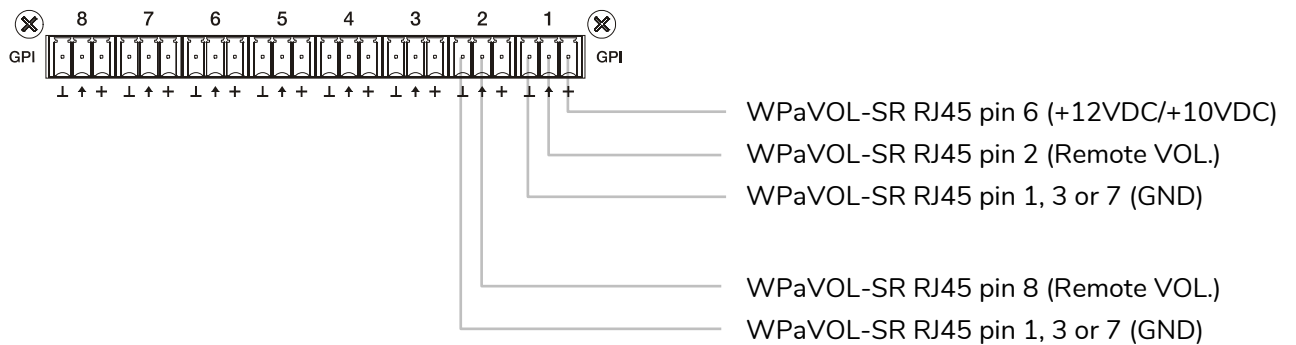 8 7 6 5 4 3 2 1
GPI GPI
⊥ ↑ + ⊥ ↑ + ⊥ ↑ + ⊥ ↑ + ⊥ ↑ + ⊥ ↑ + ⊥ ↑ + ⊥ ↑ +
WPaVOL-SR RJ45 pin 6 (+12VDC/+10VDC)
WPaVOL-SR RJ45 pin 2 (Remote VOL.)
WPaVOL-SR RJ45 pin 1, 3 or 7 (GND)
WPaVOL-SR RJ45 pin 8 (Remote VOL.)
WPaVOL-SR RJ45 pin 1, 3 or 7 (GND)